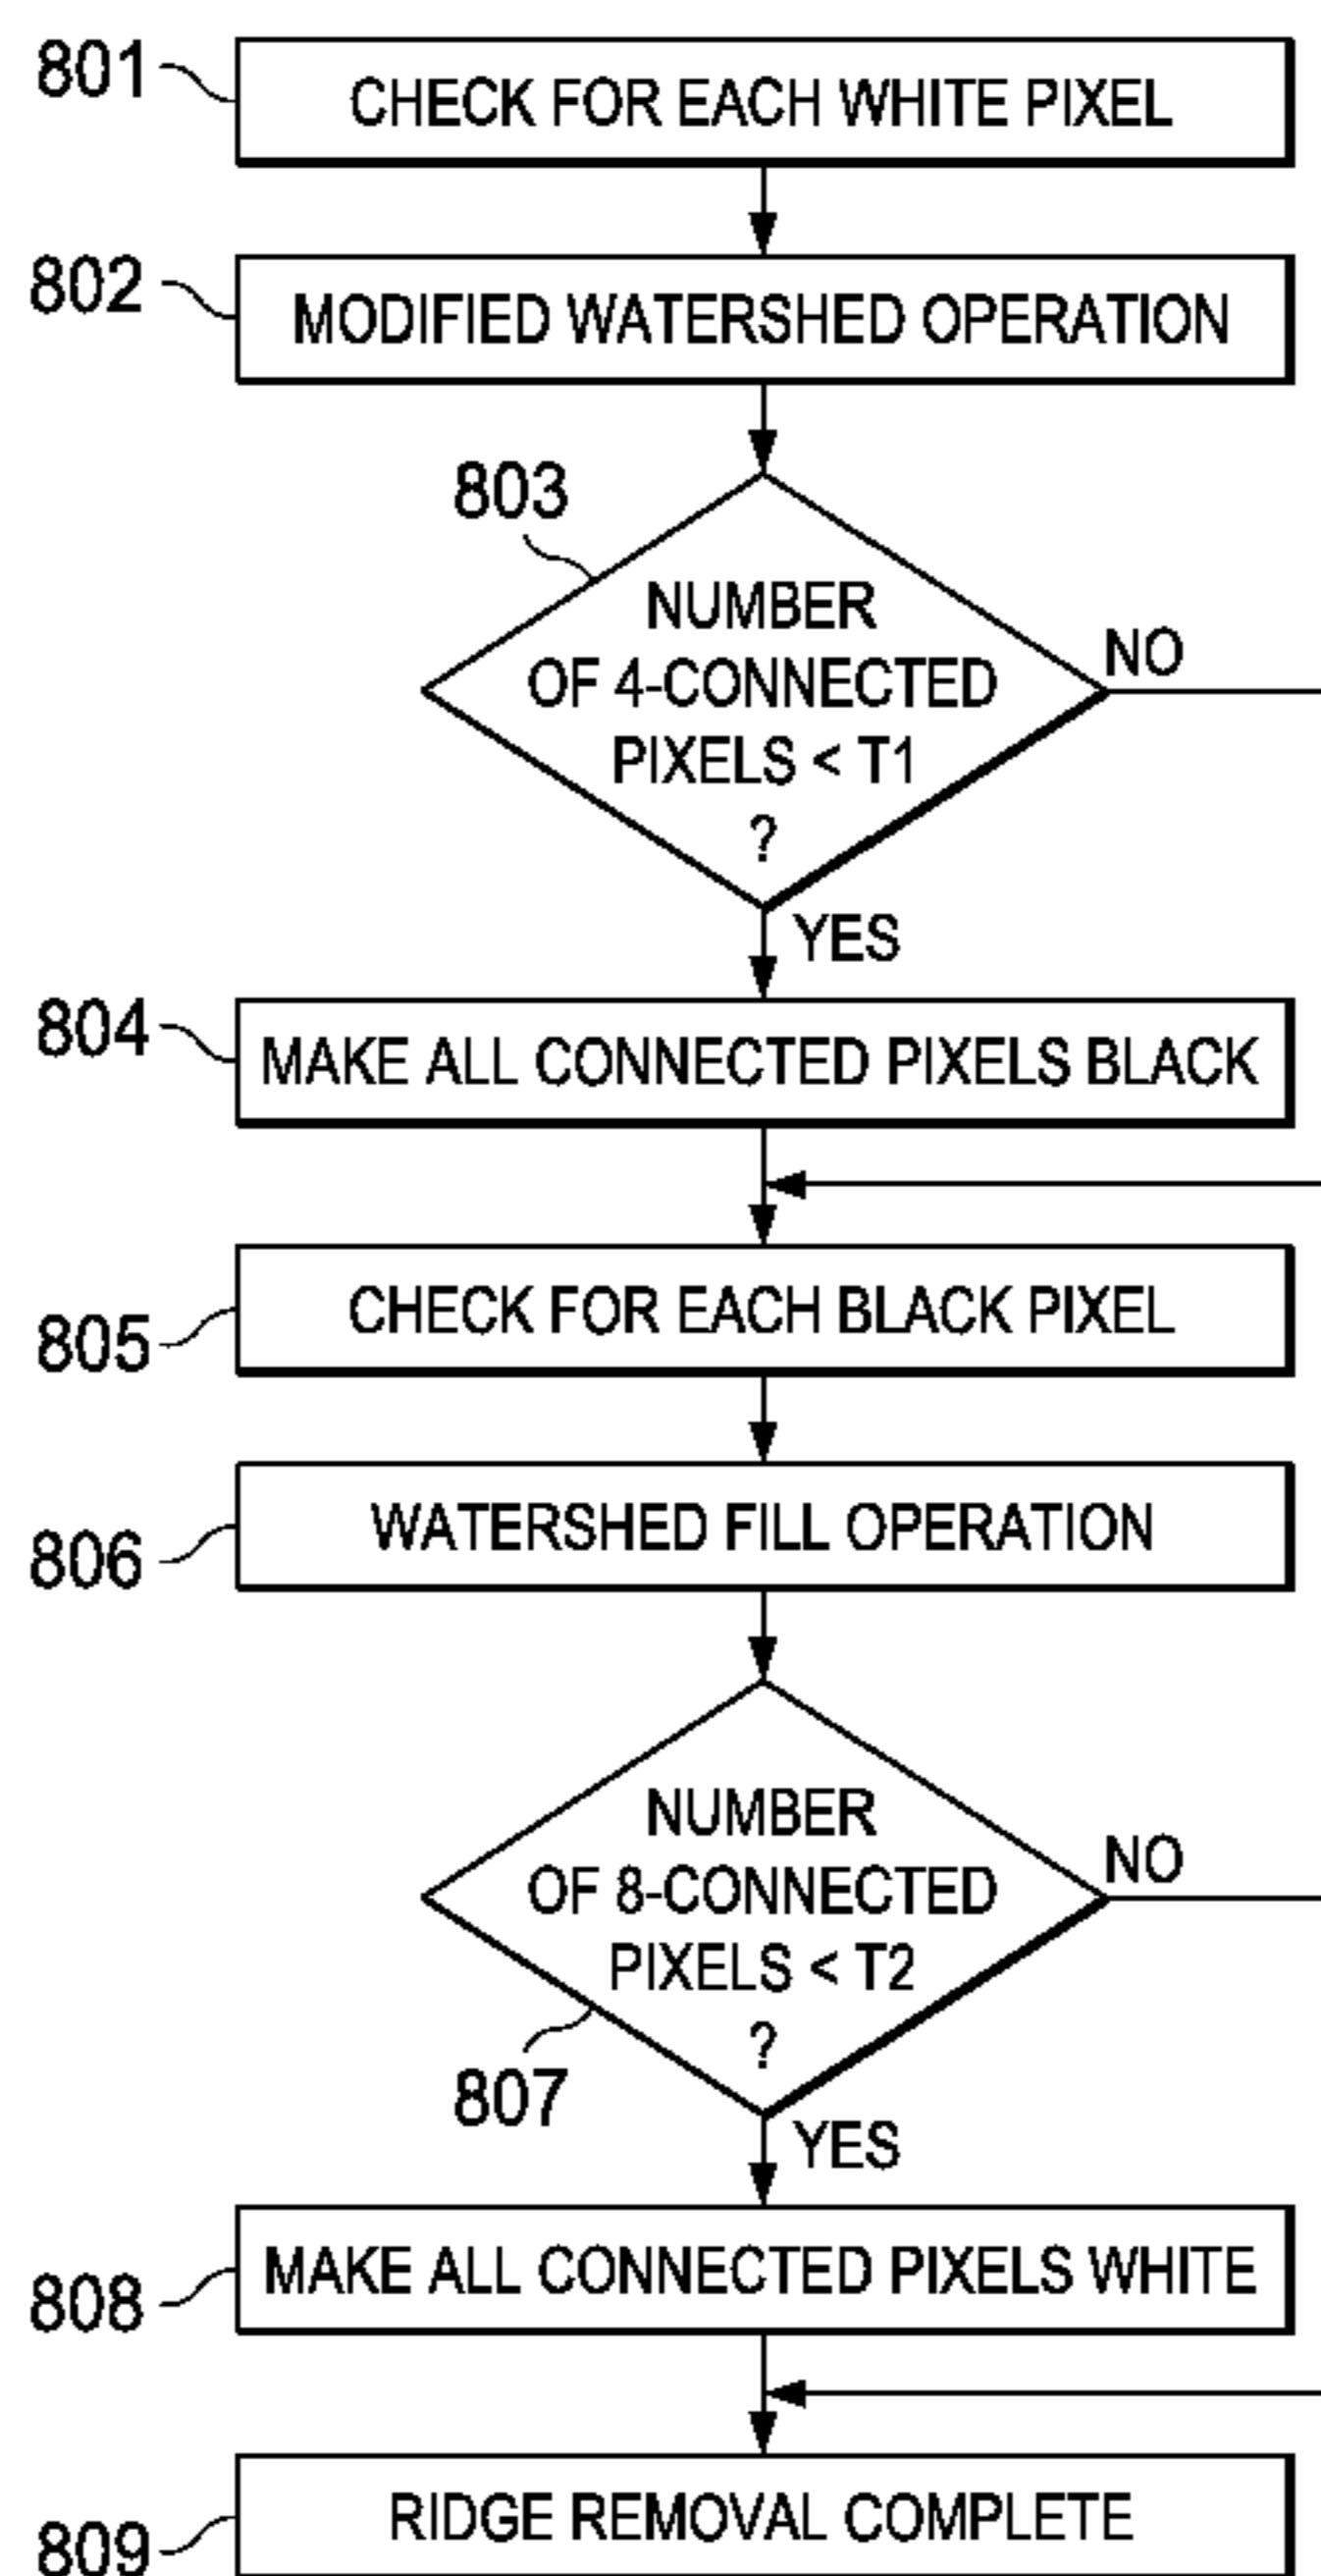 801
CHECK FOR EACH WHITE PIXEL
802
MODIFIED WATERSHED OPERATION
803
NUMBER
OF 4-CONNECTED
PIXELS < T1
?
NO
YES
804
MAKE ALL CONNECTED PIXELS BLACK
805
CHECK FOR EACH BLACK PIXEL
806
WATERSHED FILL OPERATION
NUMBER
OF 8-CONNECTED
PIXELS < T2
?
NO
807
YES
808
MAKE ALL CONNECTED PIXELS WHITE
809
RIDGE REMOVAL COMPLETE